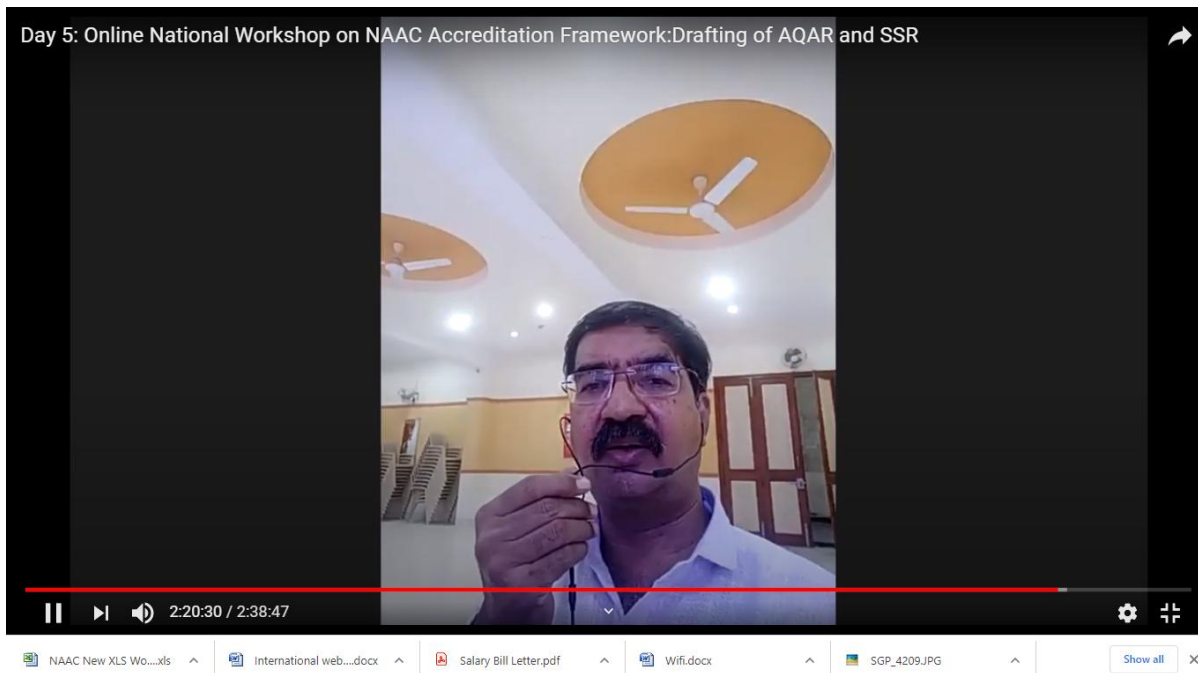 Day 5: Online National Workshop on NAAC Accreditation Framework:Drafting of AQAR and SSR
2:20:30 / 2:38:47
NAAC New XLS Wo....xls
International web....docx
Salary Bill Letter.pdf
Wifi.docx
SGP_4209.JPG
Show all